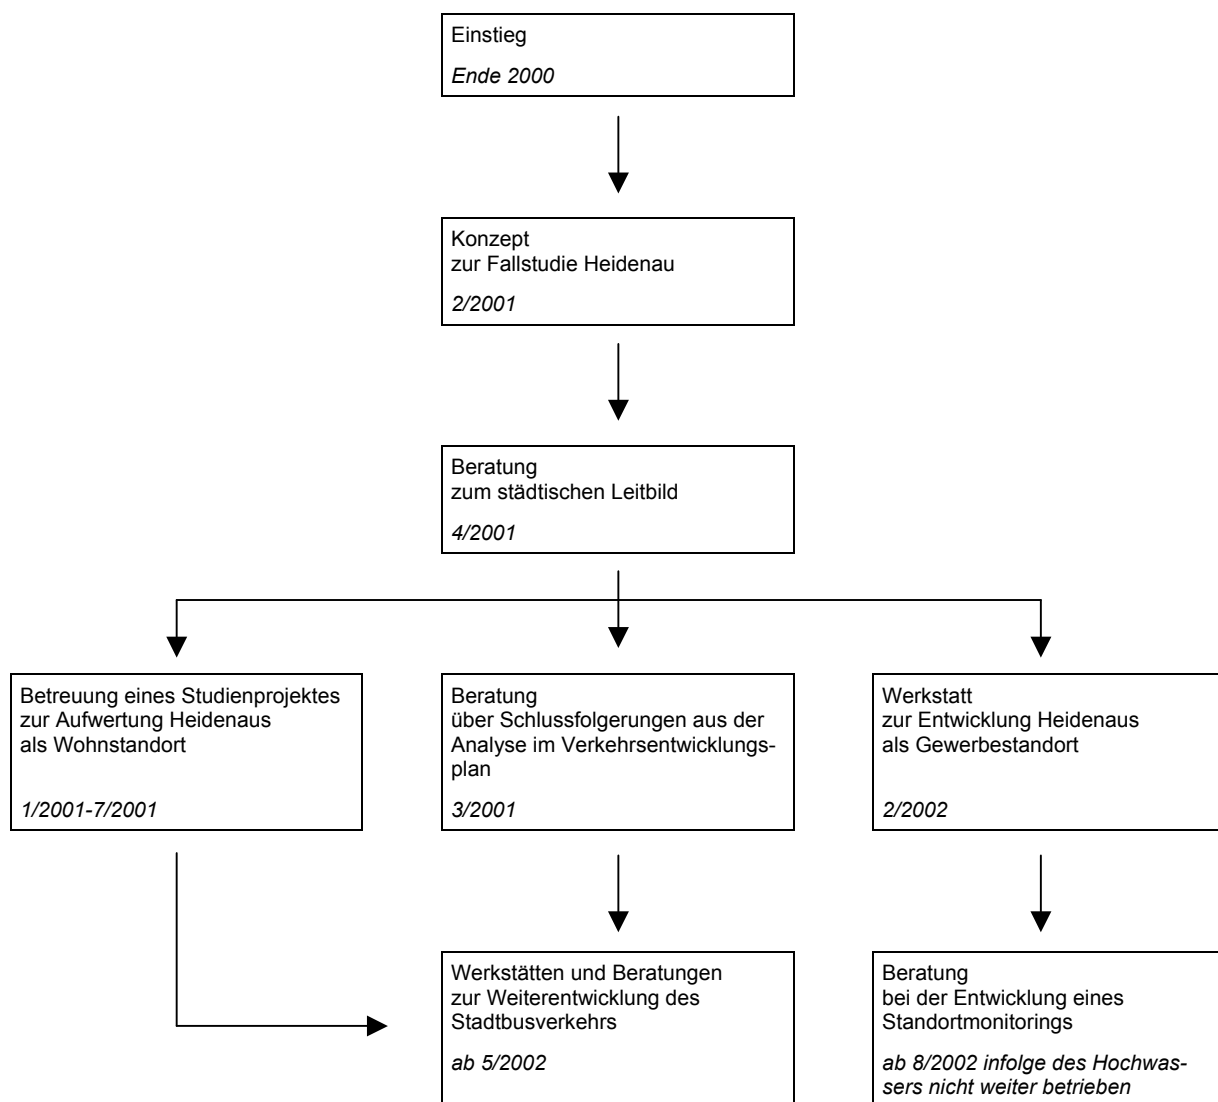 Einstieg
Ende 2000
Konzept
zur Fallstudie Heidenau
2/2001
Beratung
zum städtischen Leitbild
4/2001
Betreuung eines Studienprojektes
zur Aufwertung Heidenaus
als Wohnstandort
1/2001-7/2001
Beratung
über Schlussfolgerungen aus der
Analyse im Verkehrsentwicklungs-
plan
3/2001
Werkstatt
zur Entwicklung Heidenaus
als Gewerbestandort
2/2002
Werkstätten und Beratungen
zur Weiterentwicklung des
Stadtbusverkehrs
ab 5/2002
Beratung
bei der Entwicklung eines
Standortmonitorings
ab 8/2002 infolge des Hochwas-
sers nicht weiter betrieben